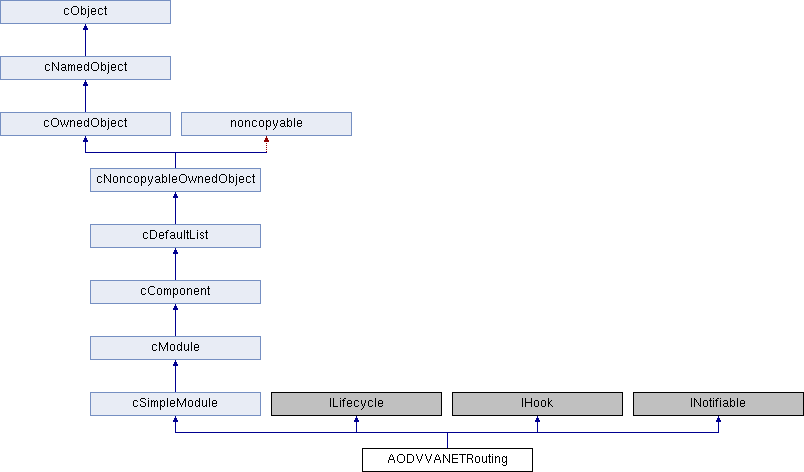 cObject
cNamedObject
cOwnedObject
noncopyable
cNoncopyableOwnedObject
cDefaultList
cComponent
cModule
cSimpleModule
ILifecycle
IHook
INotifiable
AODVVANETRouting